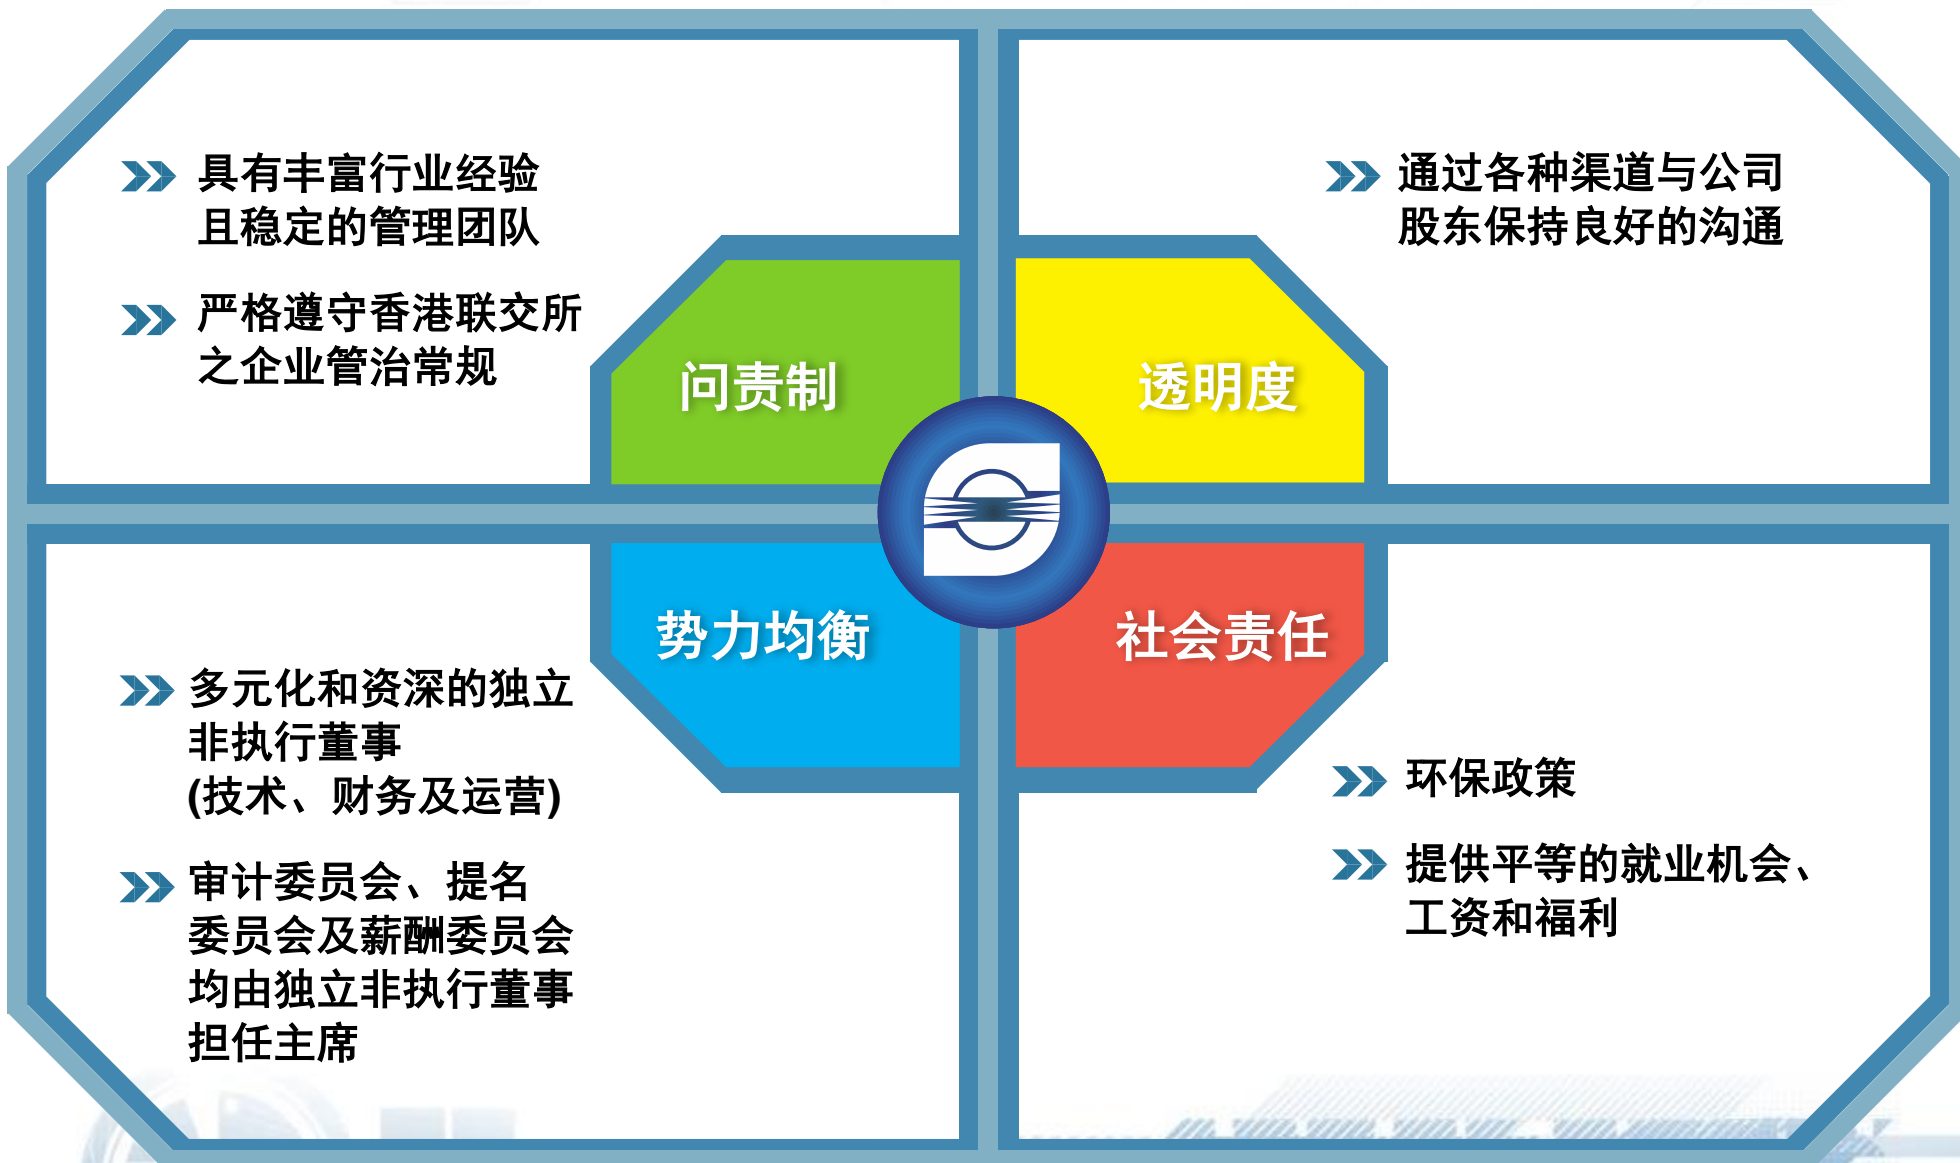 具有丰富行业经验
且稳定的管理团队
严格遵守香港联交所
之企业管治常规
问责制
通过各种渠道与公司
股东保持良好的沟通
透明度
势力均衡
多元化和资深的独立
非执行董事
(技术、财务及运营)
审计委员会、提名
委员会及薪酬委员会
均由独立非执行董事
担任主席
社会责任
环保政策
提供平等的就业机会、
工资和福利